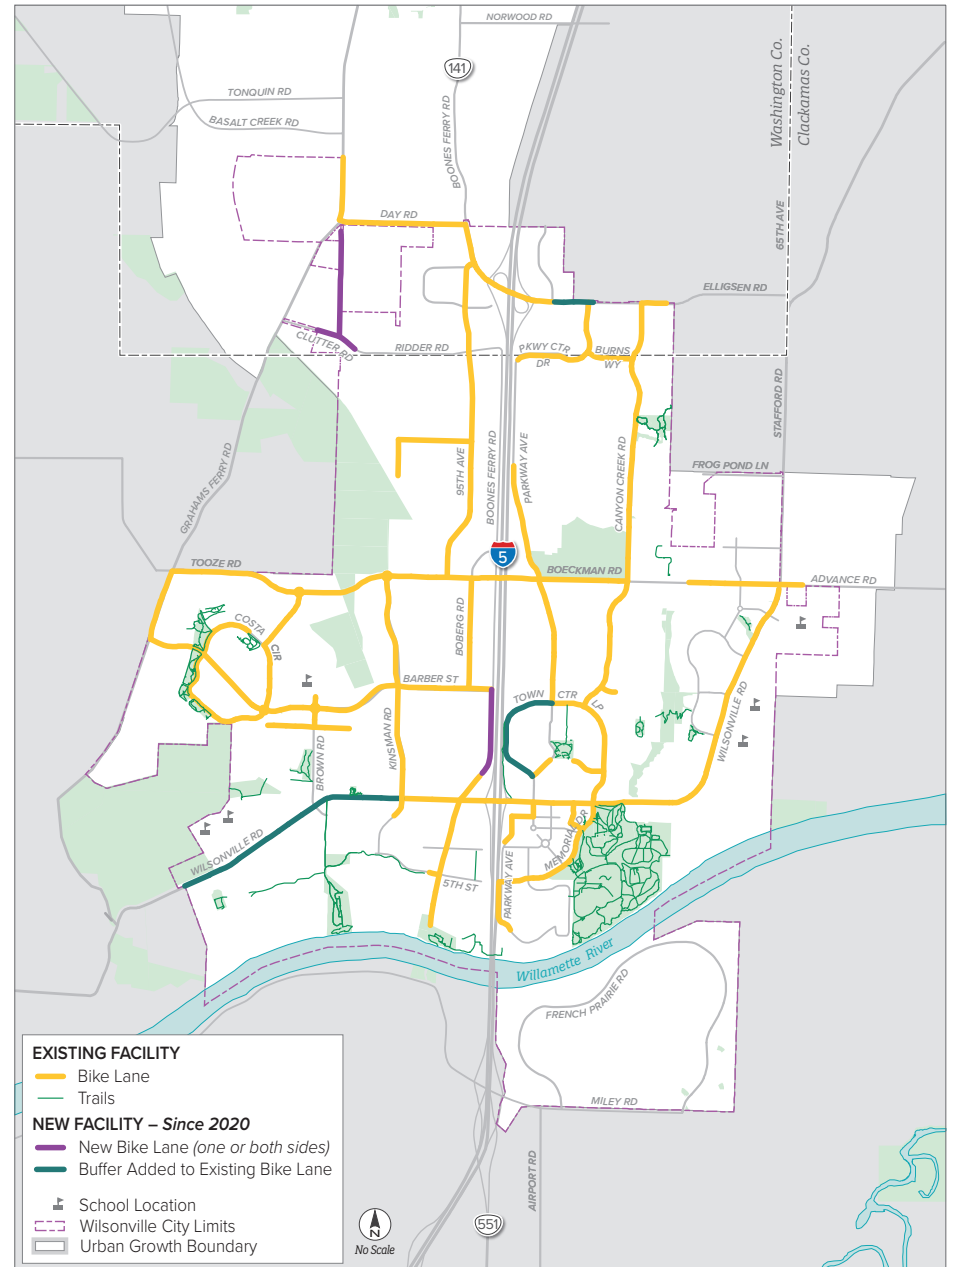 NORWOOD RD
Washington Co.
Clackamas Co.
141
TONQUIN RD
BOONES FERRY RD
BASALT CREEK RD
DAY RD
65TH AVE
ELLIGSEN RD
CLUTTER RD
RIDDER RD
PKWY CTR
DR
BURNS
WY
STAFFORD RD
GRAHAMS FERRY RD
95TH AVE
BOONES FERRY RD
PARKWAY AVE
CANYON CREEK RD
FROG POND LN
5
TOOZE RD
BOECKMAN RD
ADVANCE RD
COSTA
CIR
BOBERG RD
BARBER ST
TOWN
CTR
LP
WILSONVILLE RD
KINSMAN RD
BROWN RD
WILSONVILLE RD
MEMORIAL DR
PARKWAY AVE
5TH ST
Willamette River
FRENCH PRAIRIE RD
MILEY RD
AIRPORT RD
551
N
No Scale
EXISTING FACILITY
Bike Lane
Trails
NEW FACILITY – Since 2020
New Bike Lane (one or both sides)
Buffer Added to Existing Bike Lane
School Location
Wilsonville City Limits
Urban Growth Boundary